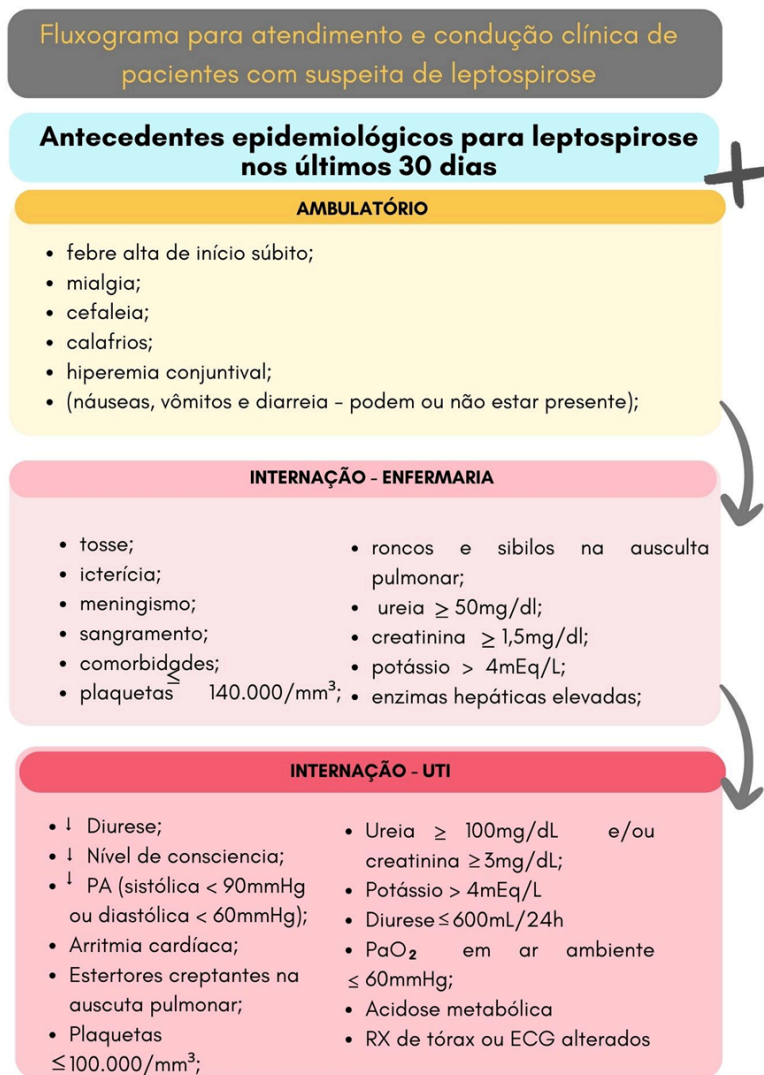 Fluxograma para atendimento e condução clínica de
pacientes com suspeita de leptospirose
Antecedentes epidemiológicos para leptospirose
nos últimos 30 dias
+
AMBULATÓRIO
• febre alta de início súbito;
• mialgia;
• cefaleia;
• calafrios;
• hiperemia conjuntival;
• (náuseas, vômitos e diarreia - podem ou não estar presente);
INTERNAÇÃO - ENFERMARIA
• tosse;
• icterícia;
• meningismo;
• sangramento;
• comorbidades;
• plaquetas ≤ 140.000/mm³;
• roncos e sibilos na ausculta
pulmonar;
• ureia ≥ 50mg/dl;
• creatinina ≥ 1,5mg/dl;
• potássio > 4mEq/L;
• enzimas hepáticas elevadas;
INTERNAÇÃO - UTI
• ↓ Diurese;
• ↓ Nível de consciencia;
• ↓ PA (sistólica < 90mmHg
ou diastólica < 60mmHg);
• Arritmia cardíaca;
• Estertores creptantes na
auscuta pulmonar;
• Plaquetas
≤100.000/mm³;
• Ureia ≥ 100mg/dL e/ou
creatinina ≥3mg/dL;
• Potássio > 4mEq/L
• Diurese ≤ 600mL/24h
• PaO₂ em ar ambiente
≤ 60mmHg;
• Acidose metabólica
• RX de tórax ou ECG alterados